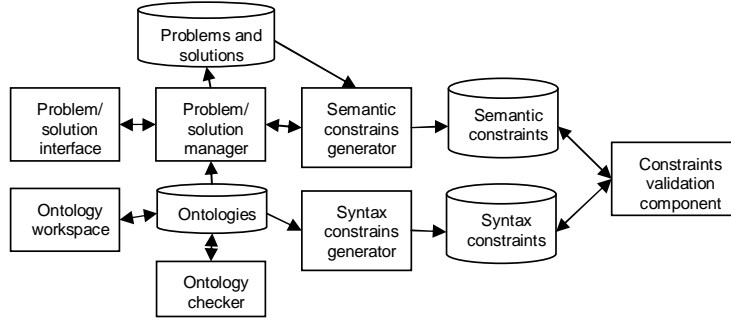 Problems and
solutions
Problem/
solution
interface
Problem/
solution
manager
Semantic
constrains
generator
Semantic
constraints
Constraints
validation
component
Ontology
workspace
Ontologies
Syntax
constrains
generator
Syntax
constraints
Ontology
checker